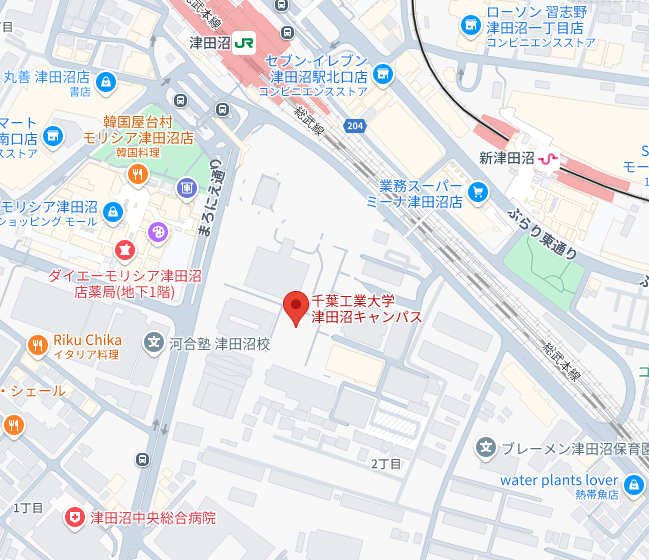 総武本線
ローソン 習志野
津田沼一丁目店
コンビニエンスストア
津田沼 JR
セブン-イレブン
津田沼駅北口店
コンビニエンスストア
丸善 津田沼店
書店
総武線
204
韓国屋台村
モリシア津田沼店
韓国料理
マート
南口店
スストア
新津田沼
モー
まろにえ通り
業務スーパー
ミーナ津田沼店
モリシア津田沼
ショッピング モール
ぶらり東通り
ダイエーモリシア津田沼
店薬局(地下1階)
千葉工業大学
津田沼キャンパス
Riku Chika
イタリア料理
河合塾 津田沼校
総武本線
・シェール
ブレーメン津田沼保育園
2丁目
water plants lover
熱帯魚店
1丁目
津田沼中央総合病院